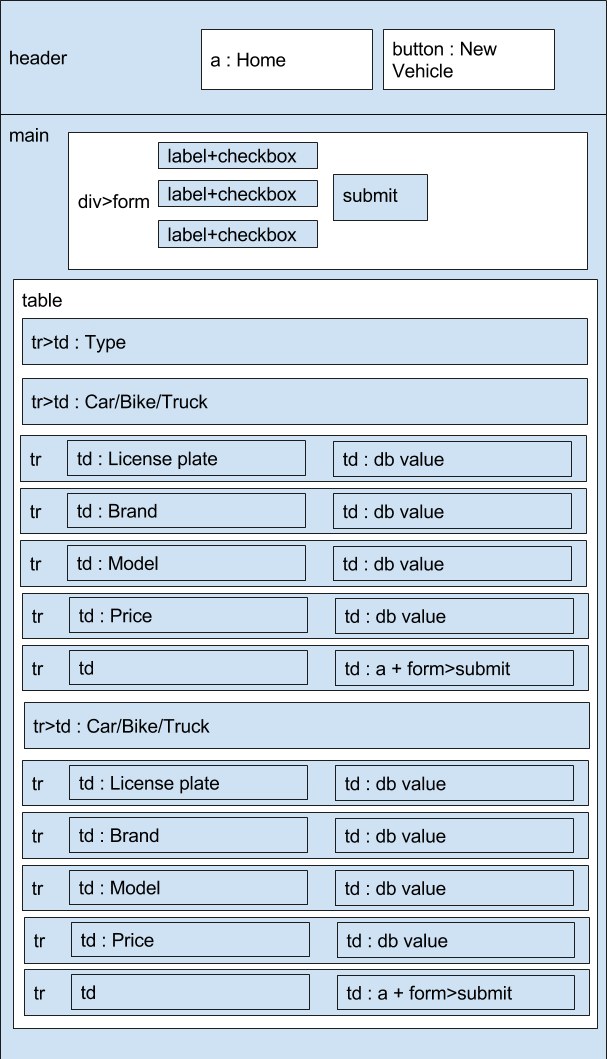 header
a : Home
button : New
Vehicle
main
div>form
label+checkbox
label+checkbox
label+checkbox
submit
table
tr>td : Type
tr>td : Car/Bike/Truck
tr td : License plate td : db value
tr td : Brand td : db value
tr td : Model td : db value
tr td : Price td : db value
tr td td : a + form>submit
tr>td : Car/Bike/Truck
tr td : License plate td : db value
tr td : Brand td : db value
tr td : Model td : db value
tr td : Price td : db value
tr td td : a + form>submit